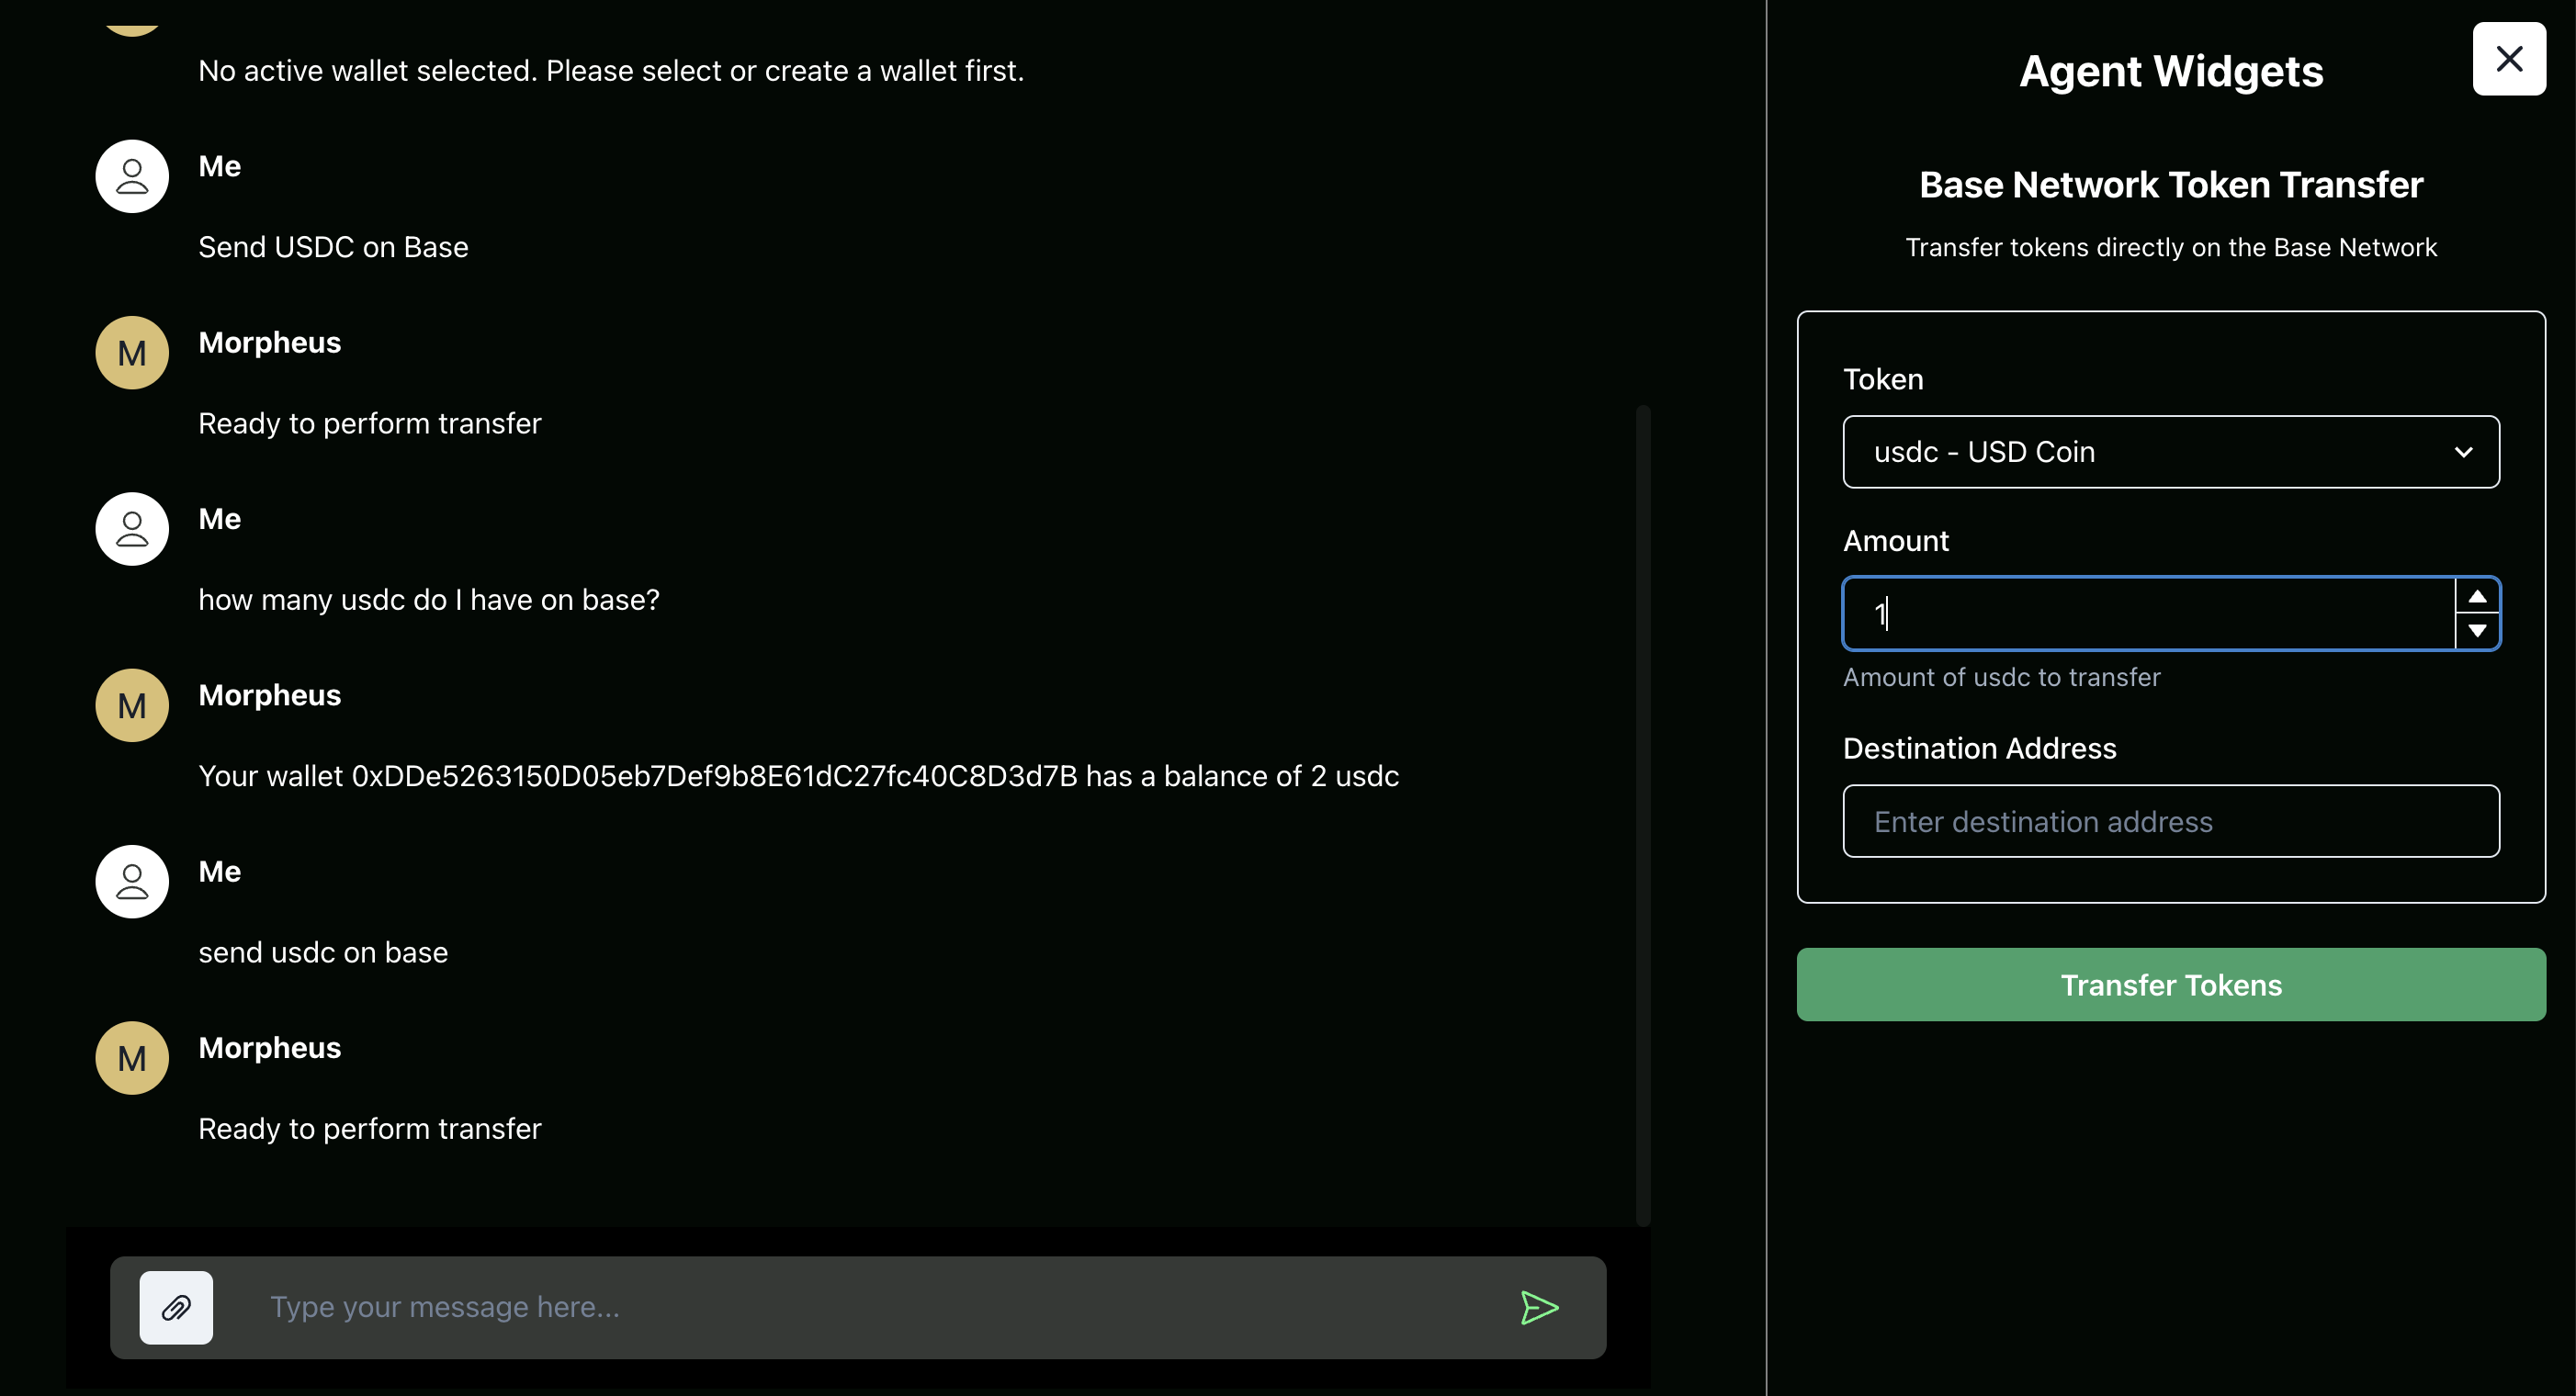 No active wallet selected. Please select or create a wallet first.
Me
Send USDC on Base
M
Morpheus
Ready to perform transfer
Me
how many usdc do I have on base?
M
Morpheus
Your wallet 0xDDe5263150D05eb7Def9b8E61dC27fc40C8D3d7B has a balance of 2 usdc
Me
send usdc on base
M
Morpheus
Ready to perform transfer
Type your message here...
Agent Widgets
Base Network Token Transfer
Transfer tokens directly on the Base Network
Token
usdc - USD Coin
Amount
1
Amount of usdc to transfer
Destination Address
Enter destination address
Transfer Tokens